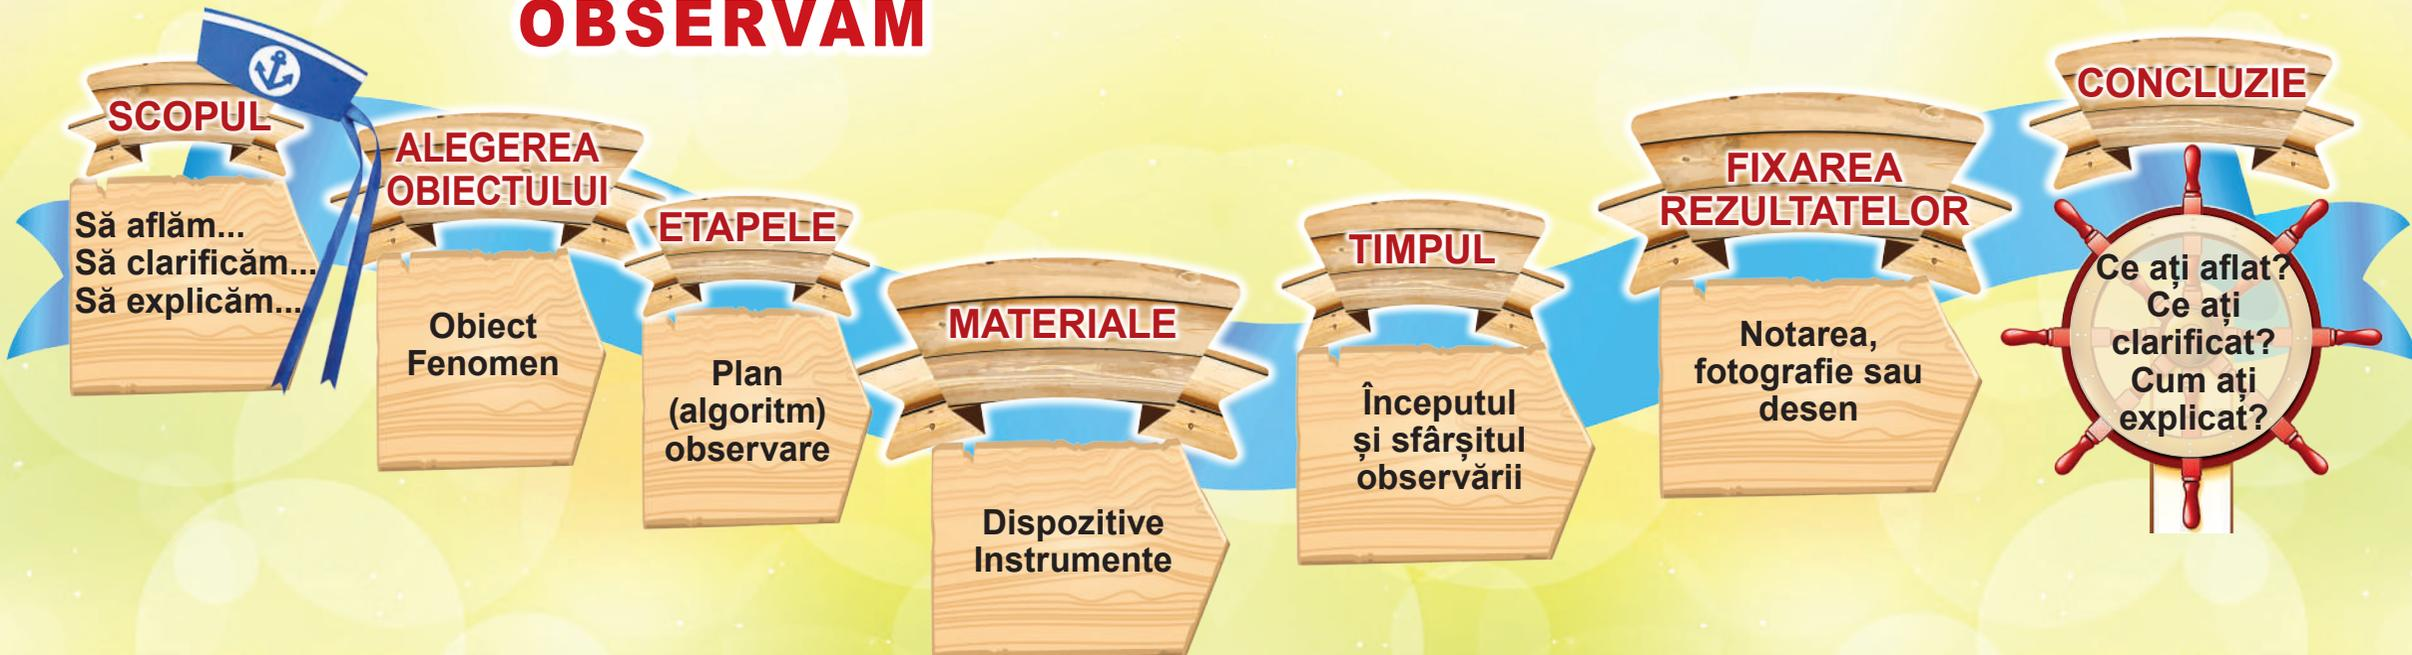 OBSERVĂM
SCOPUL
Să aflăm...
Să clarificăm...
Să explicăm...
ALEGEREA
OBIECTULUI
Obiect
Fenomen
ETAPELE
Plan
(algoritm)
observare
MATERIALE
Dispozitive
Instrumente
TIMPUL
Începutul
și sfârșitul
observării
FIXAREA
REZULTATELOR
Notarea,
fotografie sau
desen
CONCLUZIE
Ce ați aflat?
Ce ați
clarificat?
Cum ați
explicat?